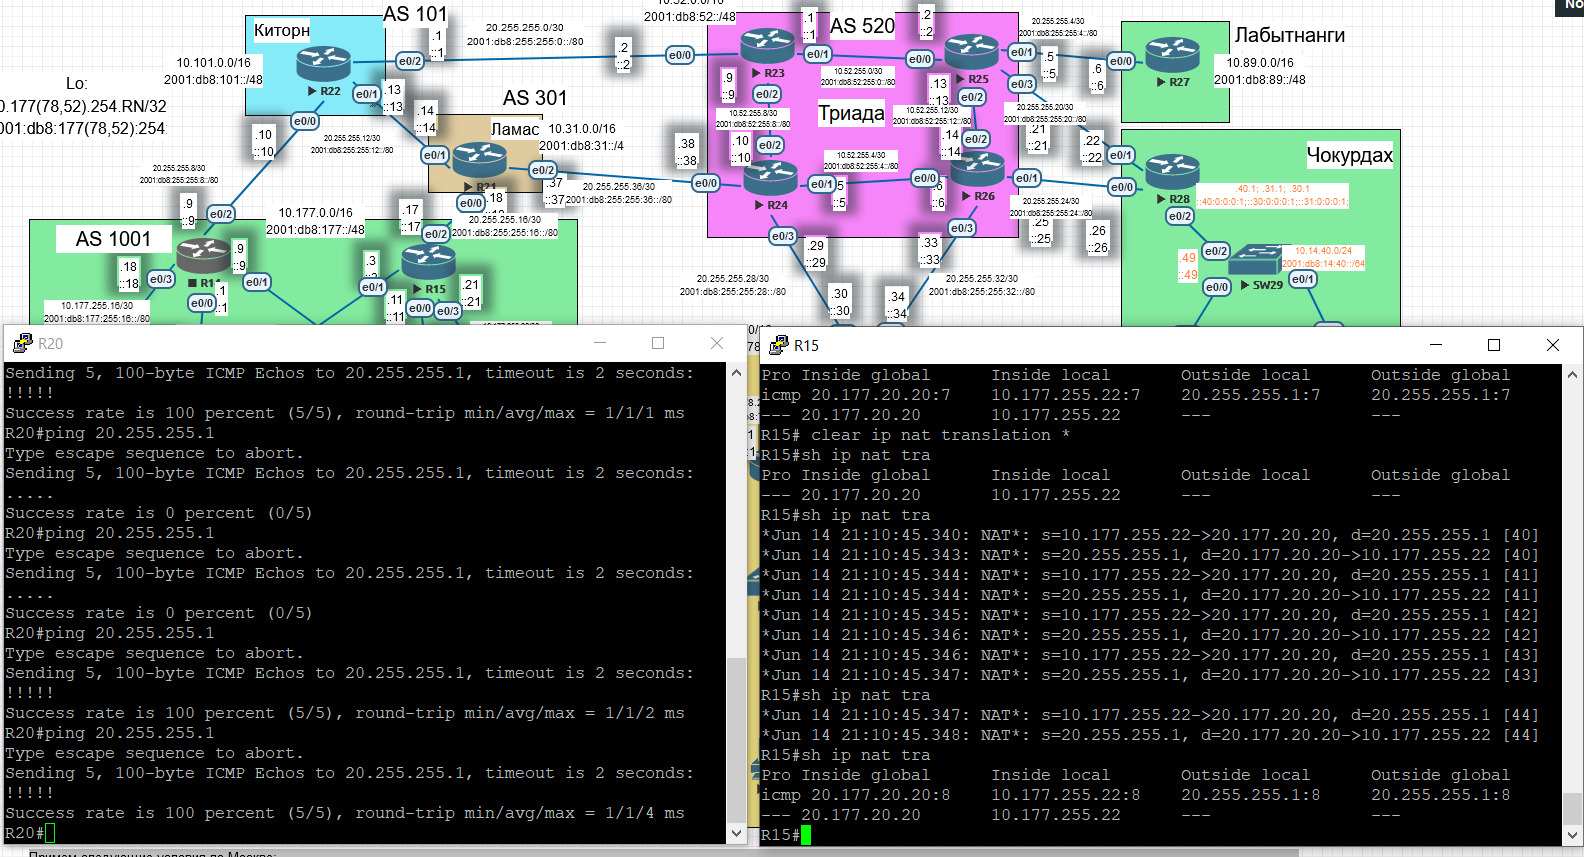 No
AS 101
Киторн
.1
::1
20.255.255.0/30
2001:db8:255:255:0::/80
.2
::2
2001:db8:52::/48
.1
::1
AS 520
.2
::2
20.255.255.4/30
2001:db8:255:255:4::/80
Лабытнанги
10.101.0.0/16
2001:db8:101::/48
e0/2
e0/0
R23
e0/1
e0/0
R25
e0/1
.5
::5
.6
::6
e0/0
R27
10.89.0.0/16
2001:db8:89::/48
Lo:
0.177(78,52).254.RN/32
001:db8:177(78,52):254:
R22
e0/1
.13
::13
e0/0
AS 301
.14
::14
Ламас
10.31.0.0/16
2001:db8:31::/4
.9
::9
e0/2
10.52.255.0/30
2001:db8:52:255:0::/80
.13
::13
e0/2
e0/3
10.52.255.8/30
2001:db8:52:255:8::/80
Триада
10.52.255.12/30
2001:db8:52:255:12::/80
20.255.255.20/30
2001:db8:255:255:20::/80
.10
::10
20.255.255.12/30
2001:db8:255:255:12::/80
e0/1
R21
e0/2
.38
::38
.10
::10
e0/2
.14
::14
e0/2
.21
::21
.22
::22
e0/1
Чокурдах
20.255.255.8/30
2001:db8:255:255:8::/80
.37
::37
20.255.255.36/30
2001:db8:255:255:36::/80
e0/0
R24
e0/1
10.52.255.4/30
2001:db8:52:255:4::/80
.5
::5
e0/0
.6
::6
R26
e0/1
e0/0
R28
.40.1; .31.1; .30.1
::40:0:0:0:1;::30:0:0:0:1;::31:0:0:0:1;
.9
::9
e0/2
10.177.0.0/16
2001:db8:177::/48
.17
::17
e0/0
.18
20.255.255.16/30
2001:db8:255:255:16::/80
e0/2
e0/3
.29
::29
.33
::33
e0/3
20.255.255.24/30
2001:db8:255:255:24::/80
.25
::25
.26
::26
e0/2
AS 1001
.18
::18
e0/3
R14
.9
::9
e0/1
.3
e0/1
R15
.21
::21
.49
::49
e0/2
SW29
10.14.40.0/24
2001:db8:14:40::/64
e0/0
e0/1
10.177.255.16/30
2001:db8:177:255:16::/80
e0/0
.1
::1
.11
::11
e0/0
e0/3
20.255.255.28/30
2001:db8:255:255:28::/80
.30
::30
.34
::34
20.255.255.32/30
2001:db8:255:255:32::/80
R20
Sending 5, 100-byte ICMP Echos to 20.255.255.1, timeout is 2 seconds:
!!!!!
Success rate is 100 percent (5/5), round-trip min/avg/max = 1/1/1 ms
R20#ping 20.255.255.1
Type escape sequence to abort.
Sending 5, 100-byte ICMP Echos to 20.255.255.1, timeout is 2 seconds:
.....
Success rate is 0 percent (0/5)
R20#ping 20.255.255.1
Type escape sequence to abort.
Sending 5, 100-byte ICMP Echos to 20.255.255.1, timeout is 2 seconds:
.....
Success rate is 0 percent (0/5)
R20#ping 20.255.255.1
Type escape sequence to abort.
Sending 5, 100-byte ICMP Echos to 20.255.255.1, timeout is 2 seconds:
!!!!!
Success rate is 100 percent (5/5), round-trip min/avg/max = 1/1/2 ms
R20#ping 20.255.255.1
Type escape sequence to abort.
Sending 5, 100-byte ICMP Echos to 20.255.255.1, timeout is 2 seconds:
!!!!!
Success rate is 100 percent (5/5), round-trip min/avg/max = 1/1/4 ms
R20#
R15
Pro Inside global Inside local Outside local Outside global
icmp 20.177.20.20:7 10.177.255.22:7 20.255.255.1:7 20.255.255.1:7
--- 20.177.20.20 10.177.255.22 --- ---
R15# clear ip nat translation *
R15#sh ip nat tra
Pro Inside global Inside local Outside local Outside global
--- 20.177.20.20 10.177.255.22 --- ---
R15#sh ip nat tra
*Jun 14 21:10:45.340: NAT*: s=10.177.255.22->20.177.20.20, d=20.255.255.1 [40]
*Jun 14 21:10:45.343: NAT*: s=20.255.255.1, d=20.177.20.20->10.177.255.22 [40]
*Jun 14 21:10:45.344: NAT*: s=10.177.255.22->20.177.20.20, d=20.255.255.1 [41]
*Jun 14 21:10:45.344: NAT*: s=20.255.255.1, d=20.177.20.20->10.177.255.22 [41]
*Jun 14 21:10:45.345: NAT*: s=10.177.255.22->20.177.20.20, d=20.255.255.1 [42]
*Jun 14 21:10:45.346: NAT*: s=20.255.255.1, d=20.177.20.20->10.177.255.22 [42]
*Jun 14 21:10:45.346: NAT*: s=10.177.255.22->20.177.20.20, d=20.255.255.1 [43]
*Jun 14 21:10:45.347: NAT*: s=20.255.255.1, d=20.177.20.20->10.177.255.22 [43]
R15#sh ip nat tra
*Jun 14 21:10:45.347: NAT*: s=10.177.255.22->20.177.20.20, d=20.255.255.1 [44]
*Jun 14 21:10:45.348: NAT*: s=20.255.255.1, d=20.177.20.20->10.177.255.22 [44]
R15#sh ip nat tra
Pro Inside global Inside local Outside local Outside global
icmp 20.177.20.20:8 10.177.255.22:8 20.255.255.1:8 20.255.255.1:8
--- 20.177.20.20 10.177.255.22 --- ---
R15#